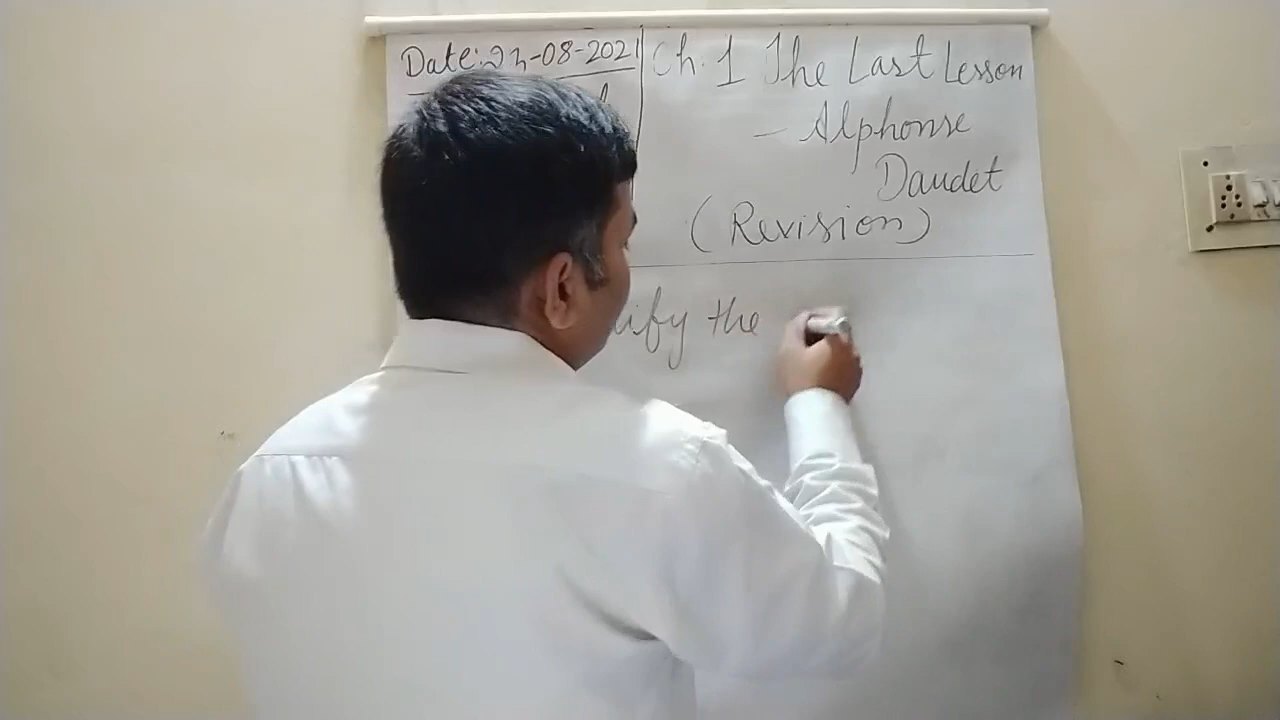 Date: 23-08-2021
Ch. 1 The Last Lesson
- Alphonse
Daudet
(Revision)
the